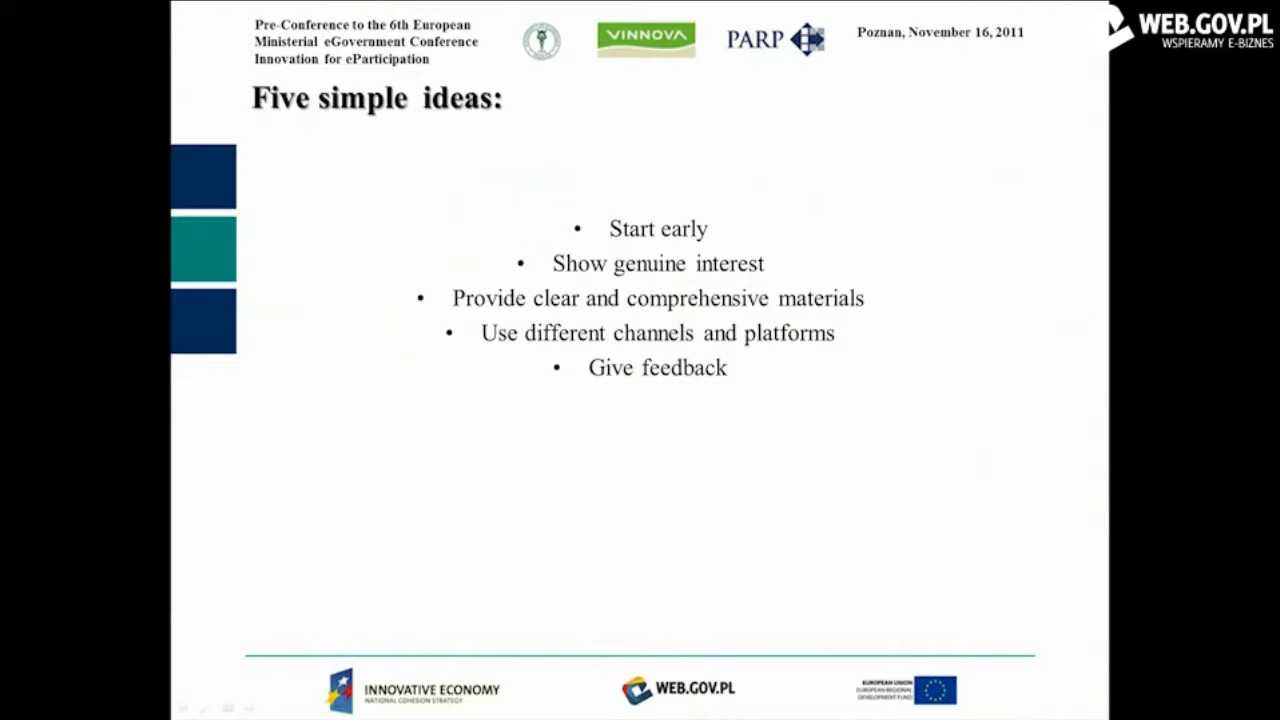 Pre-Conference to the 6th European
Ministerial eGovernment Conference
Innovation for eParticipation
VINNOVA
PARP
Poznan, November 16, 2011
WEB.GOV.PL
WSPIERAMY E-BIZNES
Five simple ideas:
• Start early
• Show genuine interest
• Provide clear and comprehensive materials
• Use different channels and platforms
• Give feedback
INNOVATIVE ECONOMY
NATIONAL COHESION STRATEGY
WEB.GOV.PL
EUROPEAN UNION
EUROPEAN REGIONAL
DEVELOPMENT FUND